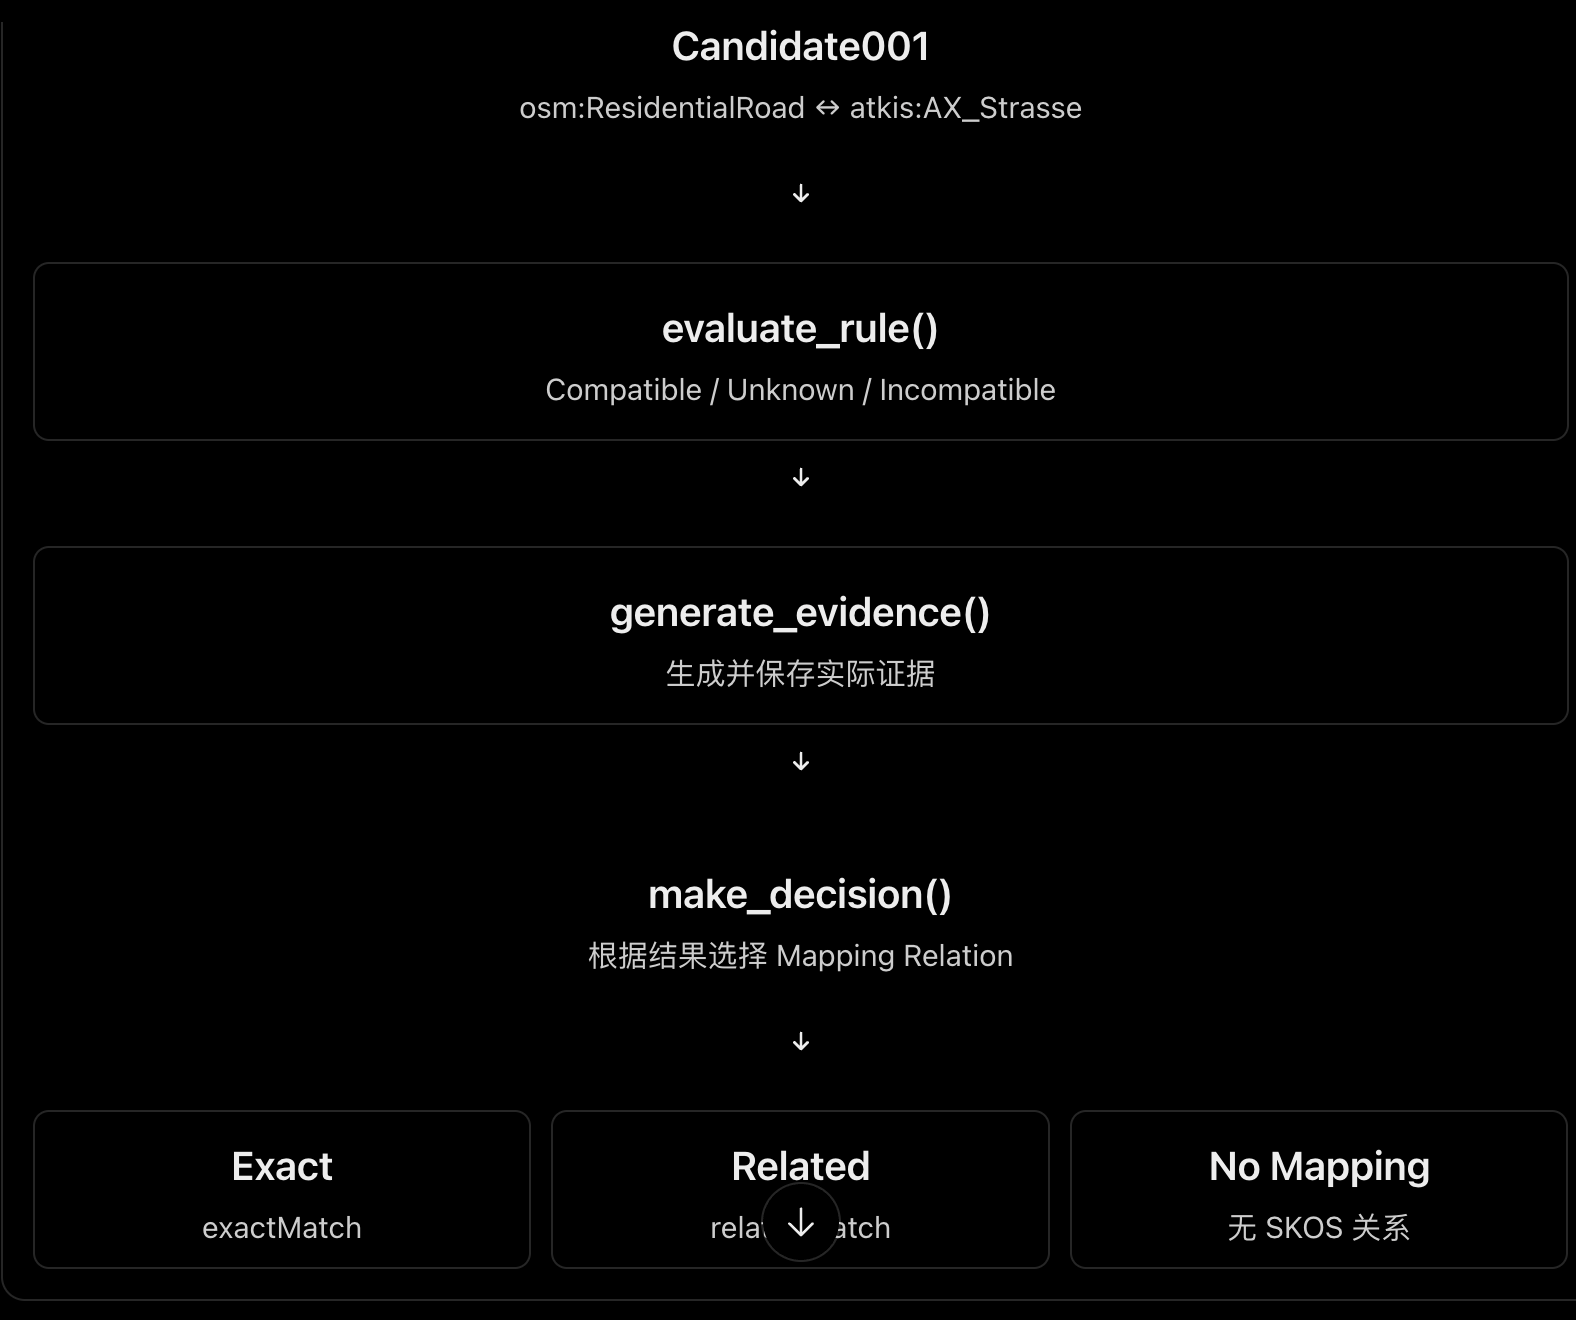 Candidate001
osm:ResidentialRoad ↔ atkis:AX_Strasse
↓
evaluate_rule()
Compatible / Unknown / Incompatible
↓
generate_evidence()
生成并保存实际证据
↓
make_decision()
根据结果选择 Mapping Relation
↓
Exact
exactMatch
Related
No Mapping
无 SKOS 关系